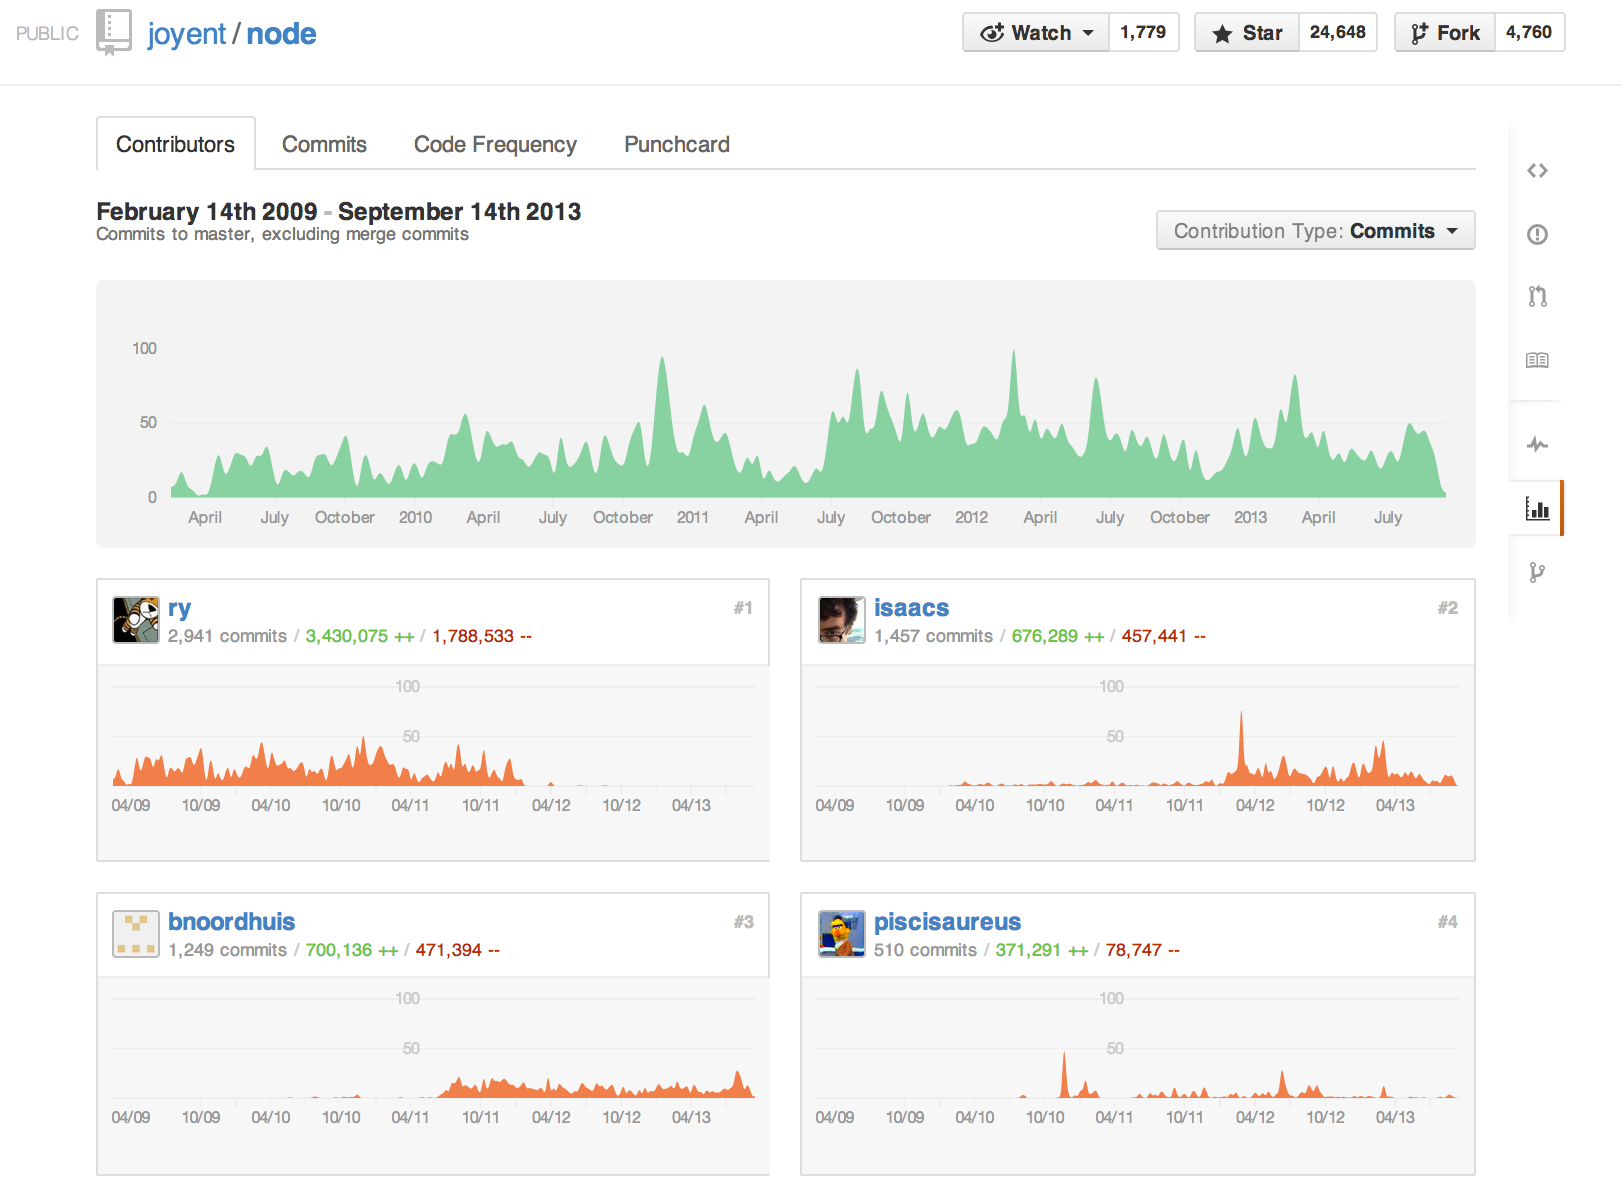 PUBLIC joyent / node Watch 1,779 Star 24,648 Fork 4,760
Contributors Commits Code Frequency Punchcard
February 14th 2009 - September 14th 2013
Commits to master, excluding merge commits
Contribution Type: Commits
100
50
0
April July October 2010 April July October 2011 April July October 2012 April July October 2013 April July
ry #1
2,941 commits / 3,430,075 ++ / 1,788,533 --
100
50
04/09 10/09 04/10 10/10 04/11 10/11 04/12 10/12 04/13
isaacs #2
1,457 commits / 676,289 ++ / 457,441 --
100
50
04/09 10/09 04/10 10/10 04/11 10/11 04/12 10/12 04/13
bnoordhuis #3
1,249 commits / 700,136 ++ / 471,394 --
100
50
04/09 10/09 04/10 10/10 04/11 10/11 04/12 10/12 04/13
piscisaureus #4
510 commits / 371,291 ++ / 78,747 --
100
50
04/09 10/09 04/10 10/10 04/11 10/11 04/12 10/12 04/13